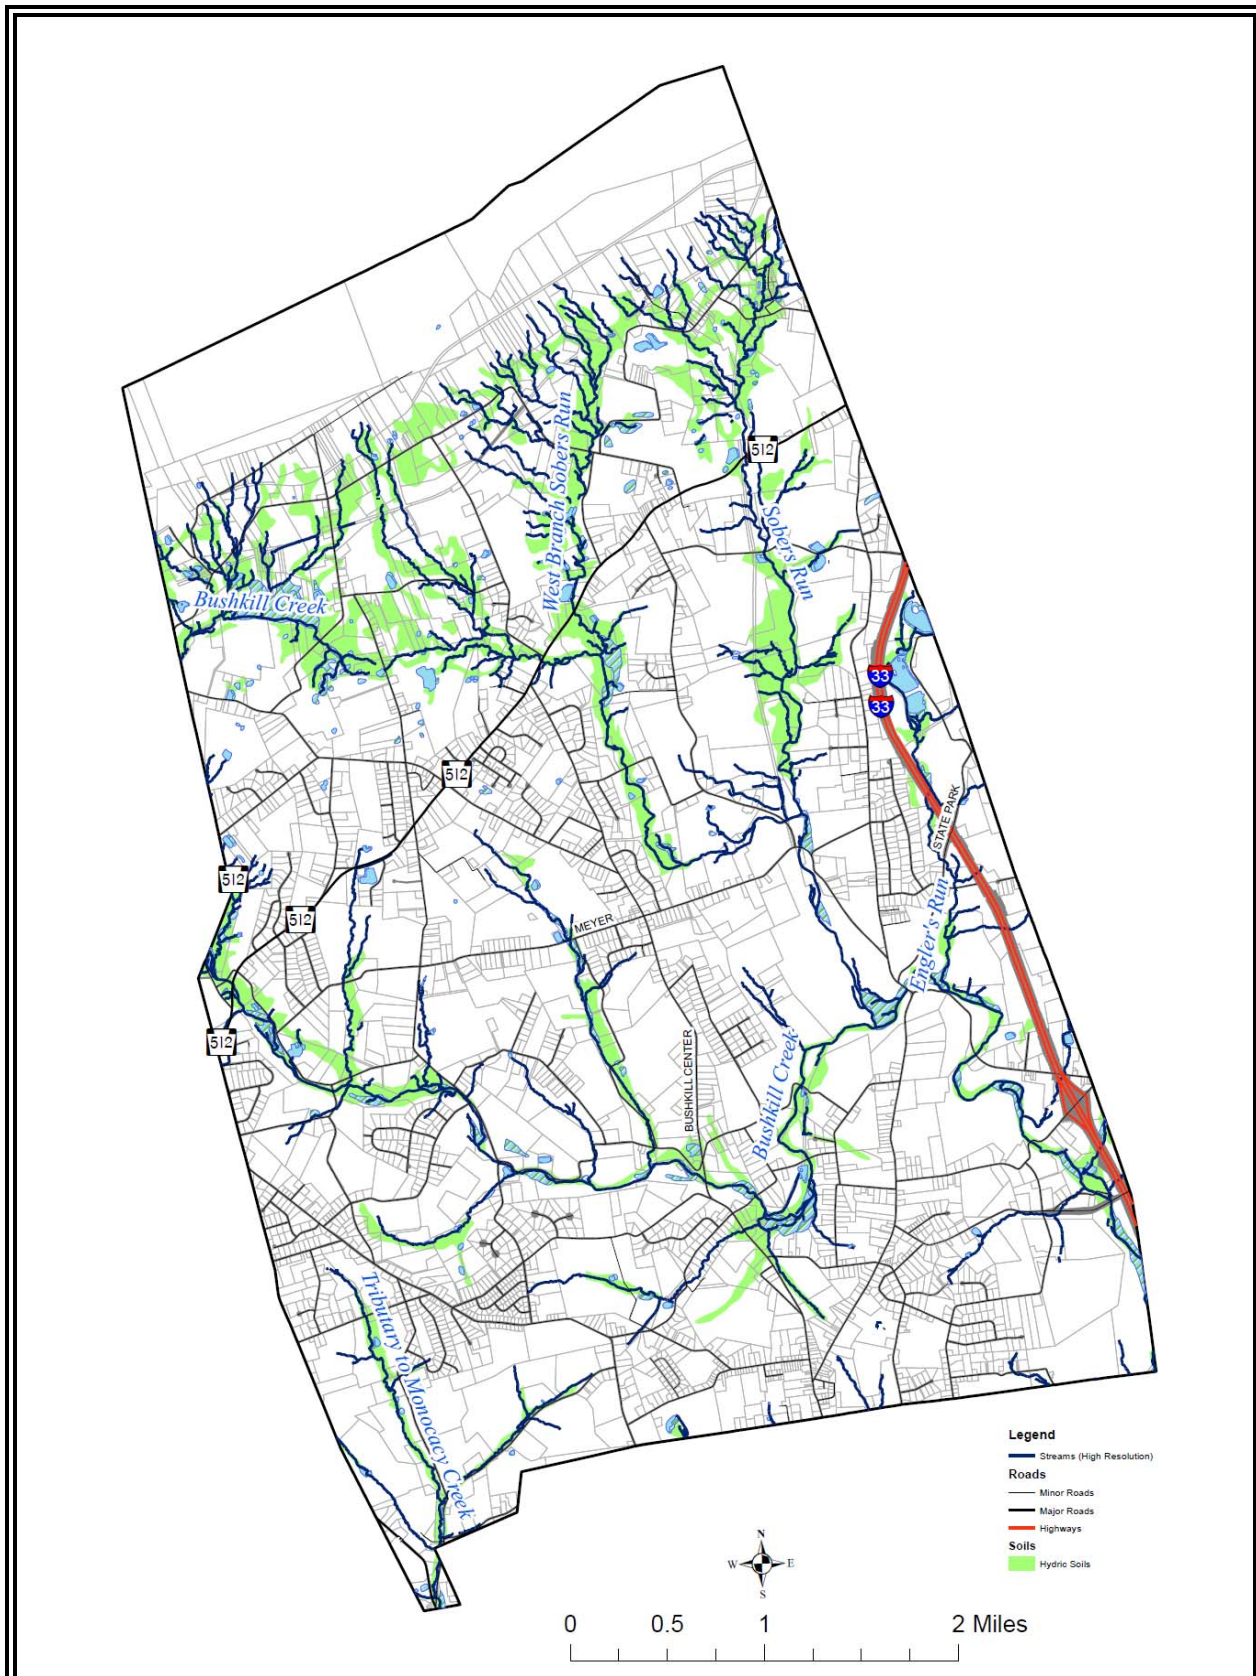 512
West Branch Sobers Run
Sobers Run
Bushkill Creek
33
33
512
STATE PARK
512
512
MEYER
Engler's Run
512
BUSHKILL CENTER
Bushkill Creek
Tributary to Monocacy Creek
Legend
Streams (High Resolution)
Roads
Minor Roads
Major Roads
Highways
Soils
Hydric Soils
N
W E
S
0 0.5 1 2 Miles